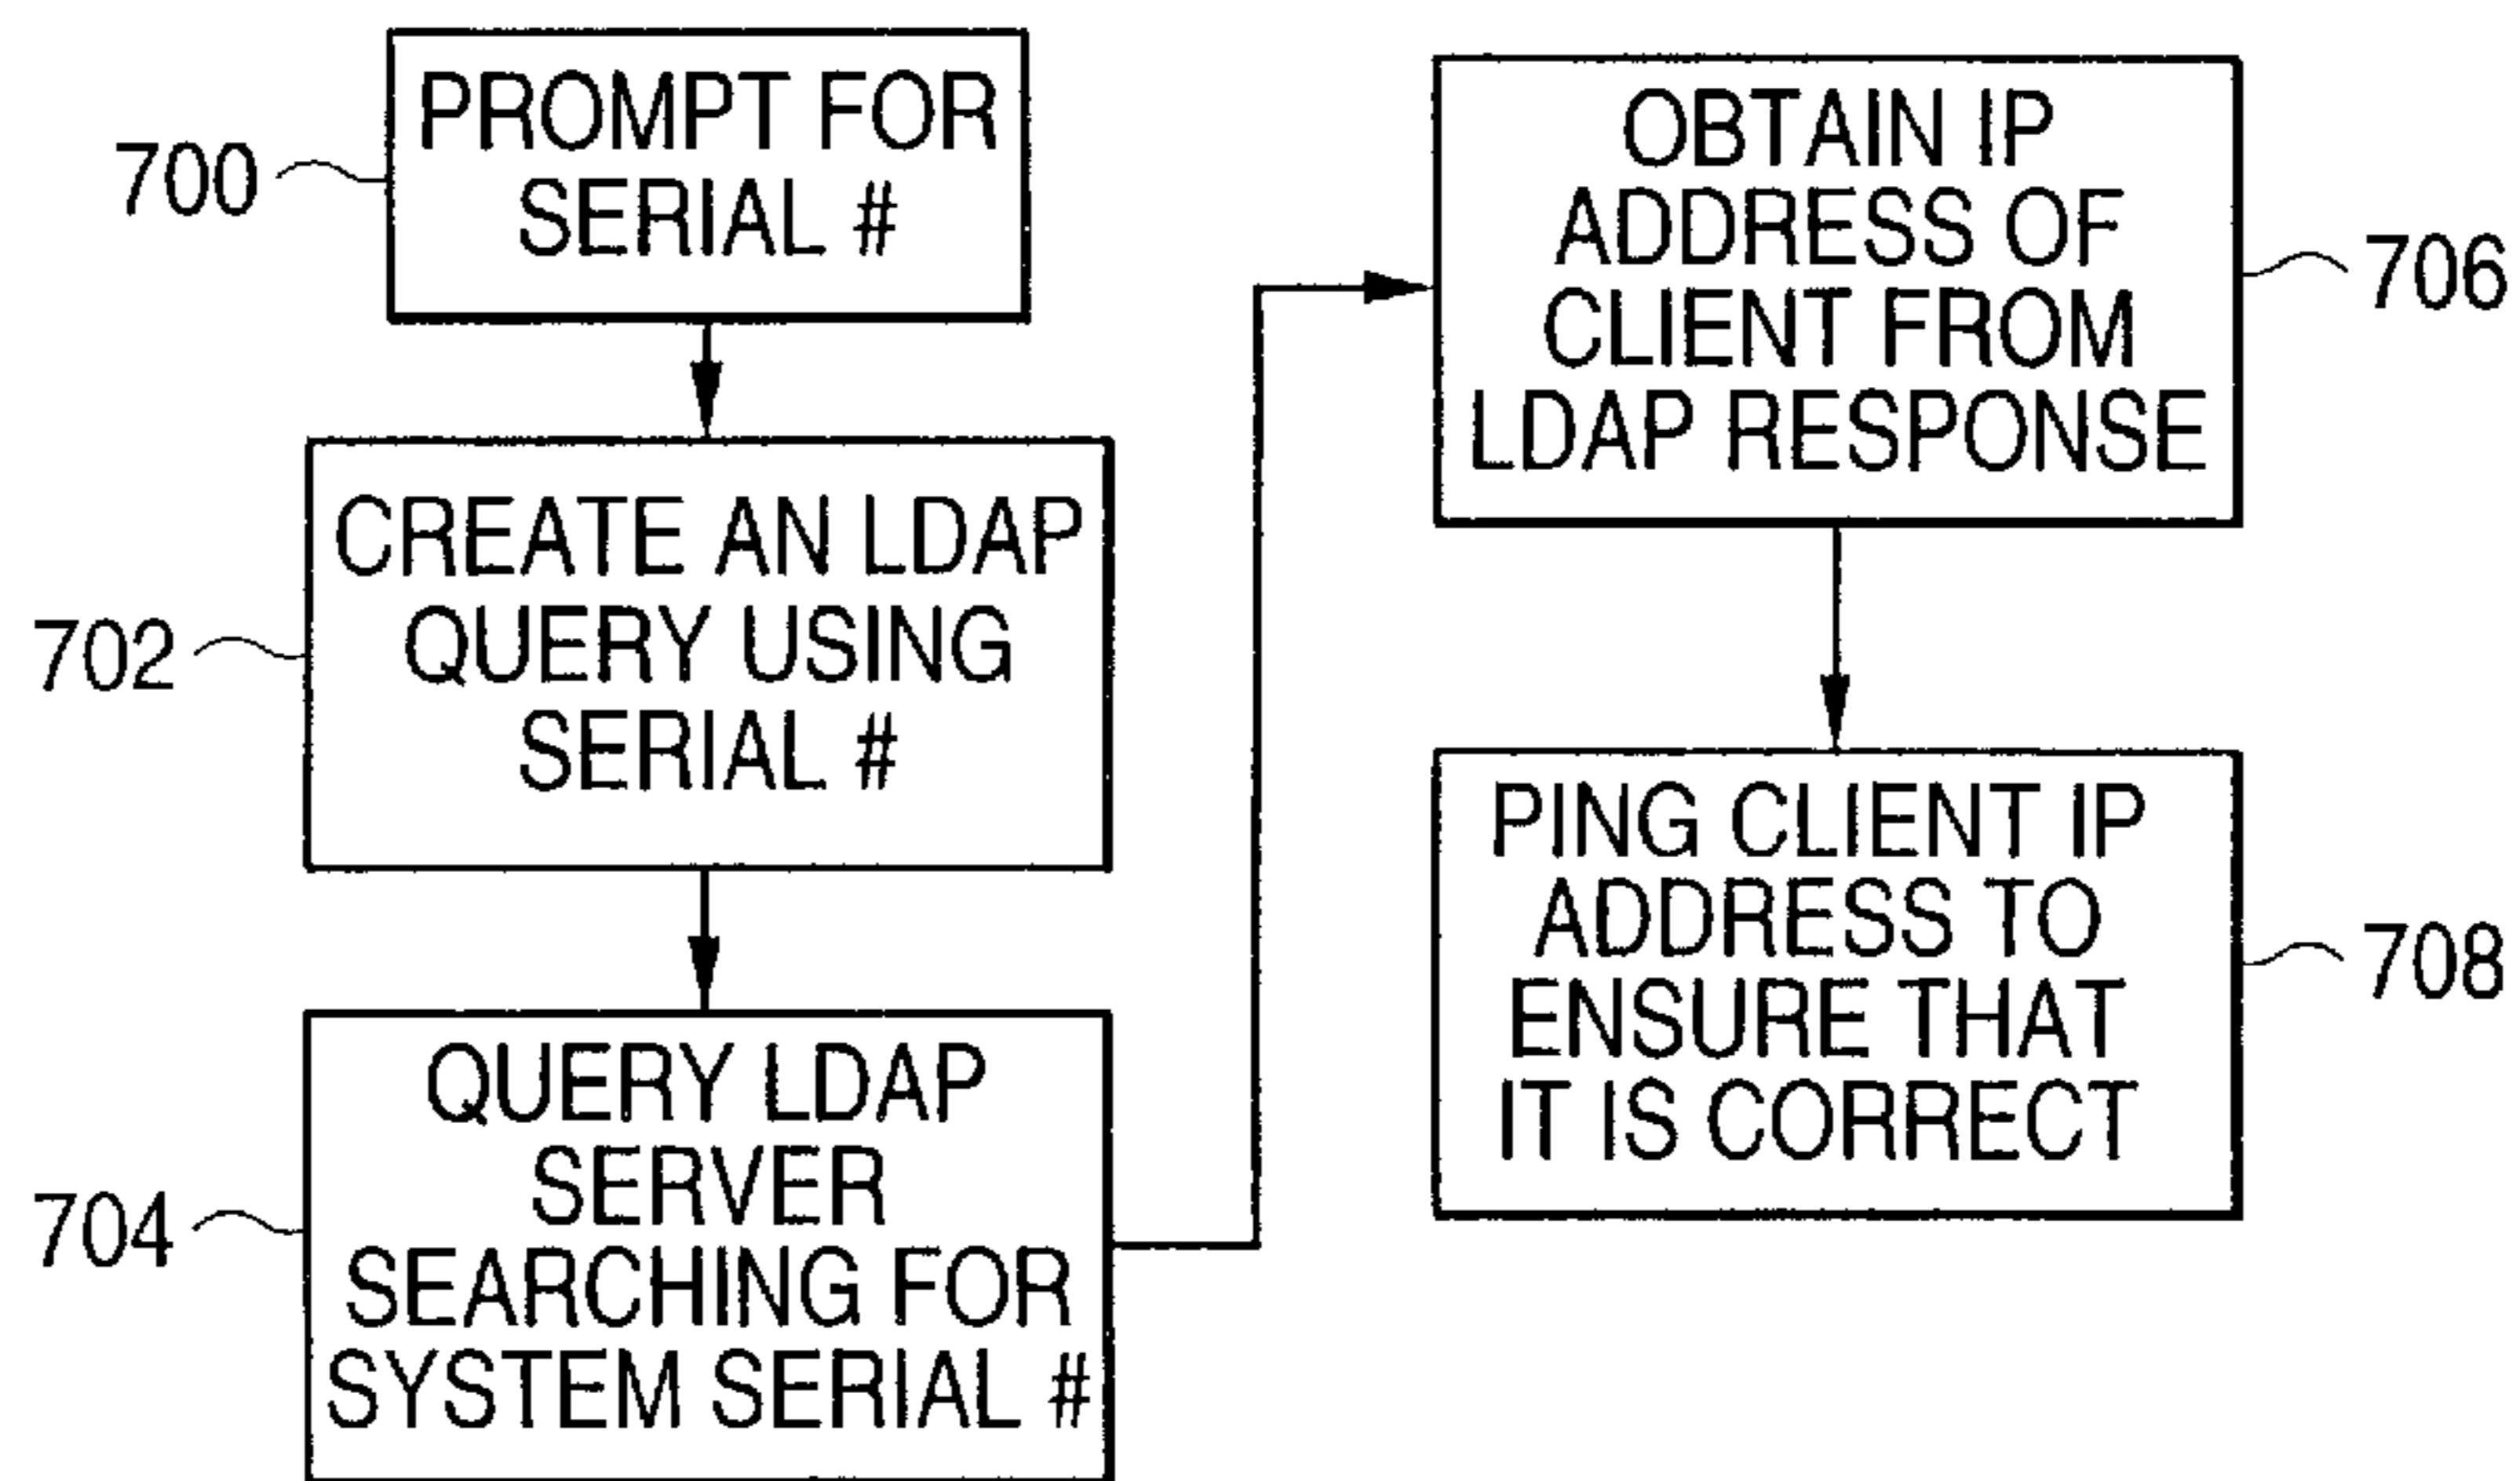 700
PROMPT FOR
SERIAL #
702
CREATE AN LDAP
QUERY USING
SERIAL #
704
QUERY LDAP
SERVER
SEARCHING FOR
SYSTEM SERIAL #
OBTAIN IP
ADDRESS OF
CLIENT FROM
LDAP RESPONSE
706
PING CLIENT IP
ADDRESS TO
ENSURE THAT
IT IS CORRECT
708